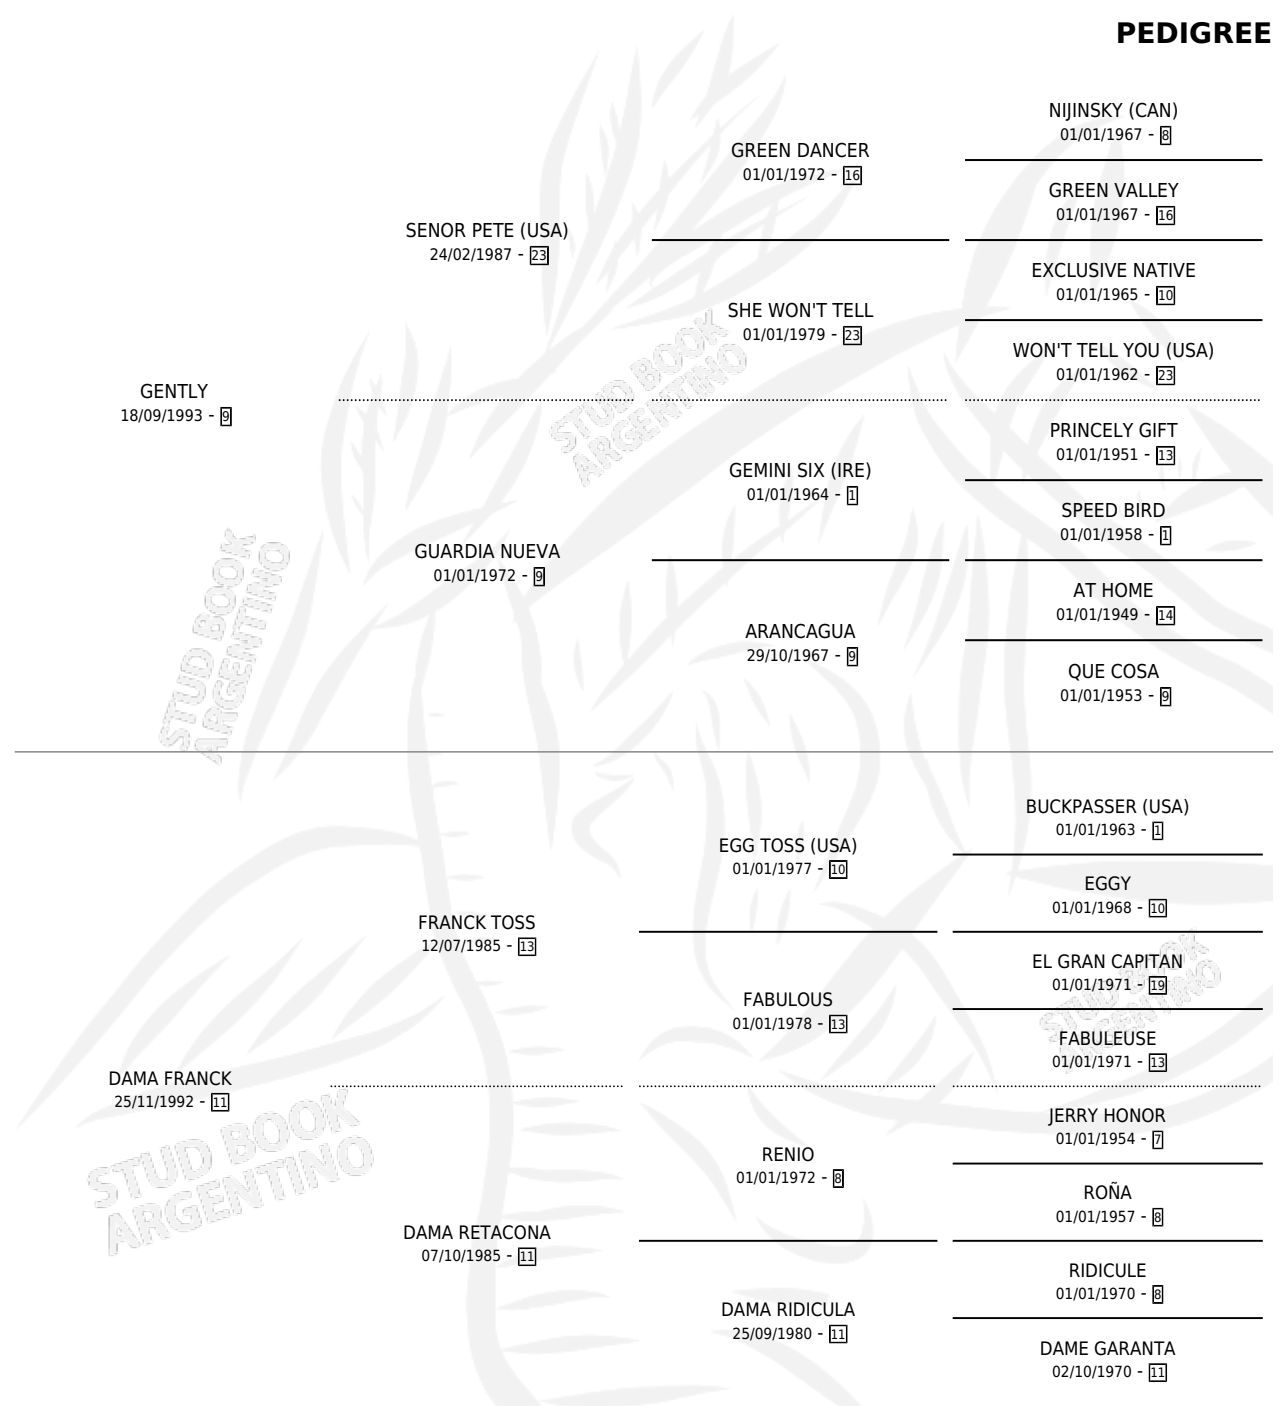 PEDIGREE
NIJINSKY (CAN)
01/01/1967 - 8
GREEN DANCER
01/01/1972 - 16
GREEN VALLEY
01/01/1967 - 16
SENOR PETE (USA)
24/02/1987 - 23
EXCLUSIVE NATIVE
01/01/1965 - 10
SHE WON'T TELL
01/01/1979 - 23
WON'T TELL YOU (USA)
01/01/1962 - 23
GENTLY
18/09/1993 - 9
PRINCELY GIFT
01/01/1951 - 13
GEMINI SIX (IRE)
01/01/1964 - 1
SPEED BIRD
01/01/1958 - 1
GUARDIA NUEVA
01/01/1972 - 9
AT HOME
01/01/1949 - 14
ARANCAGUA
29/10/1967 - 9
QUE COSA
01/01/1953 - 9
BUCKPASSER (USA)
01/01/1963 - 1
EGG TOSS (USA)
01/01/1977 - 10
EGGY
01/01/1968 - 10
FRANCK TOSS
12/07/1985 - 13
EL GRAN CAPITAN
01/01/1971 - 19
FABULOUS
01/01/1978 - 13
FABULEUSE
01/01/1971 - 13
DAMA FRANCK
25/11/1992 - 11
JERRY HONOR
01/01/1954 - 7
RENIO
01/01/1972 - 8
ROÑA
01/01/1957 - 8
DAMA RETACONA
07/10/1985 - 11
RIDICULE
01/01/1970 - 8
DAMA RIDICULA
25/09/1980 - 11
DAME GARANTA
02/10/1970 - 11
STUD BOOK
ARGENTINO
STUD BOOK
ARGENTINO
STUD BOOK
ARGENTINO
STUD BOOK
ARGENTINO